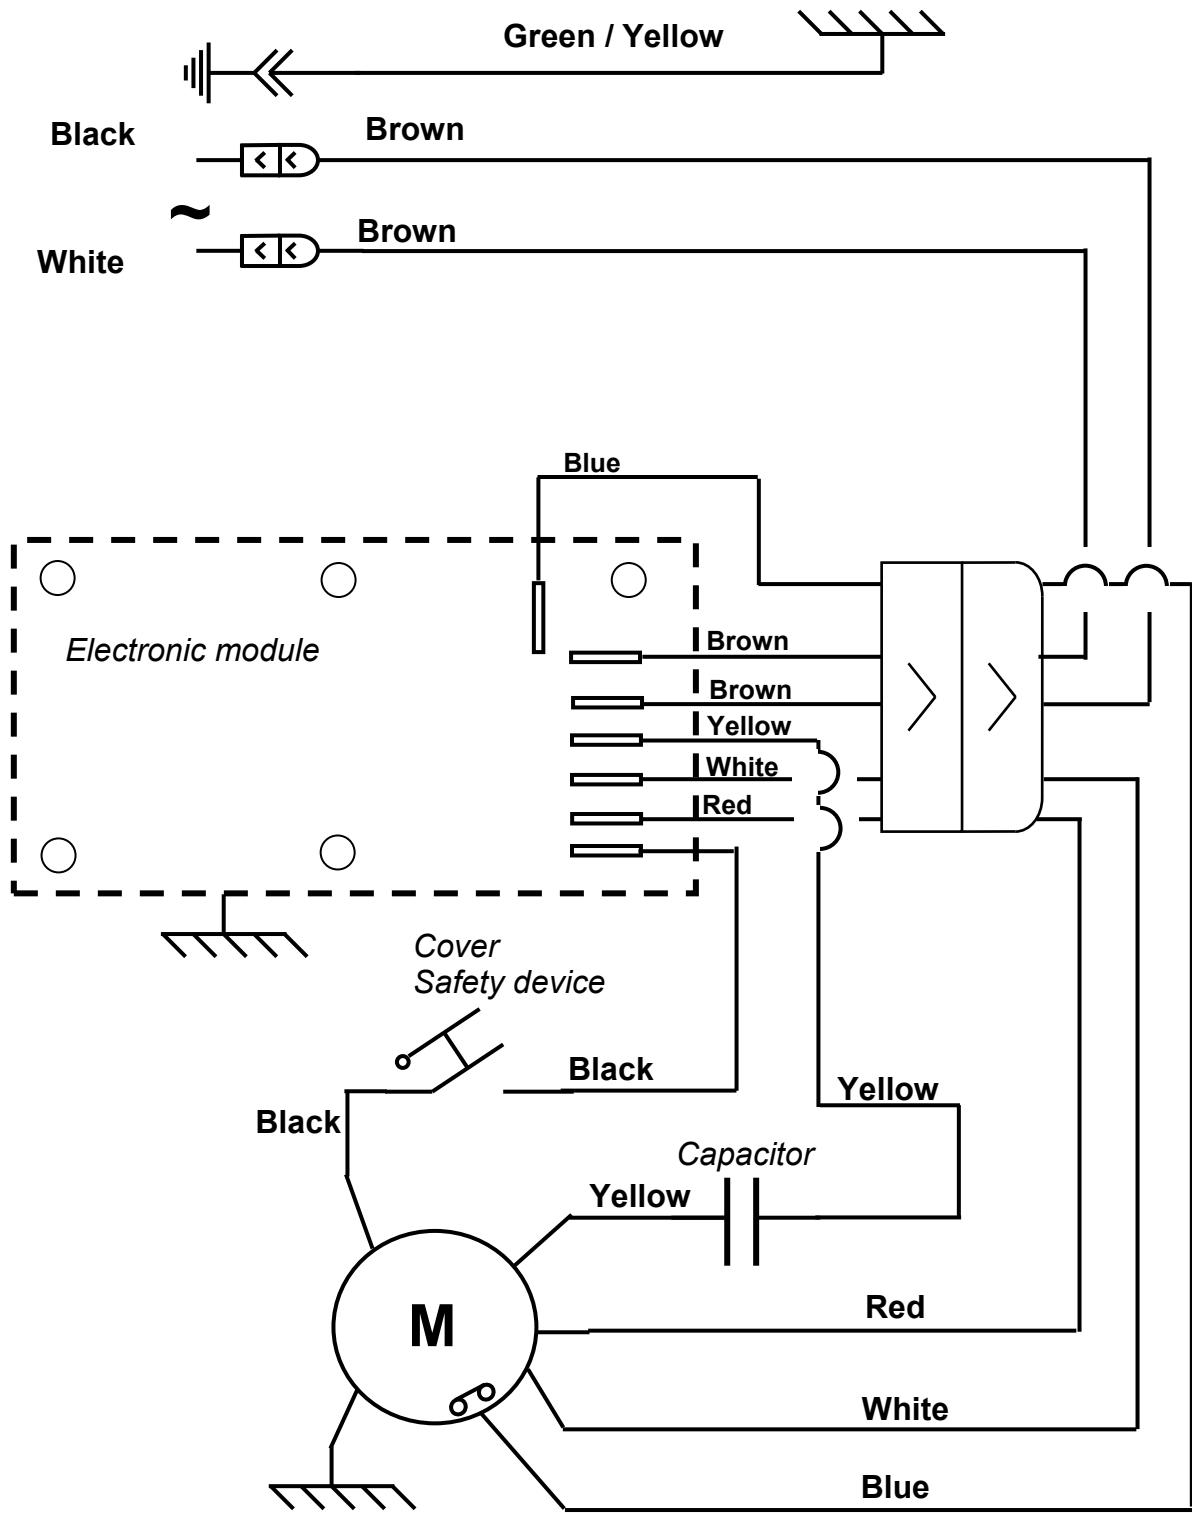 Green / Yellow
Black
Brown
~
White
Brown
Blue
Electronic module
Brown
Brown
Yellow
White
Red
Cover
Safety device
Black
Black
Yellow
Capacitor
Yellow
M
Red
White
Blue